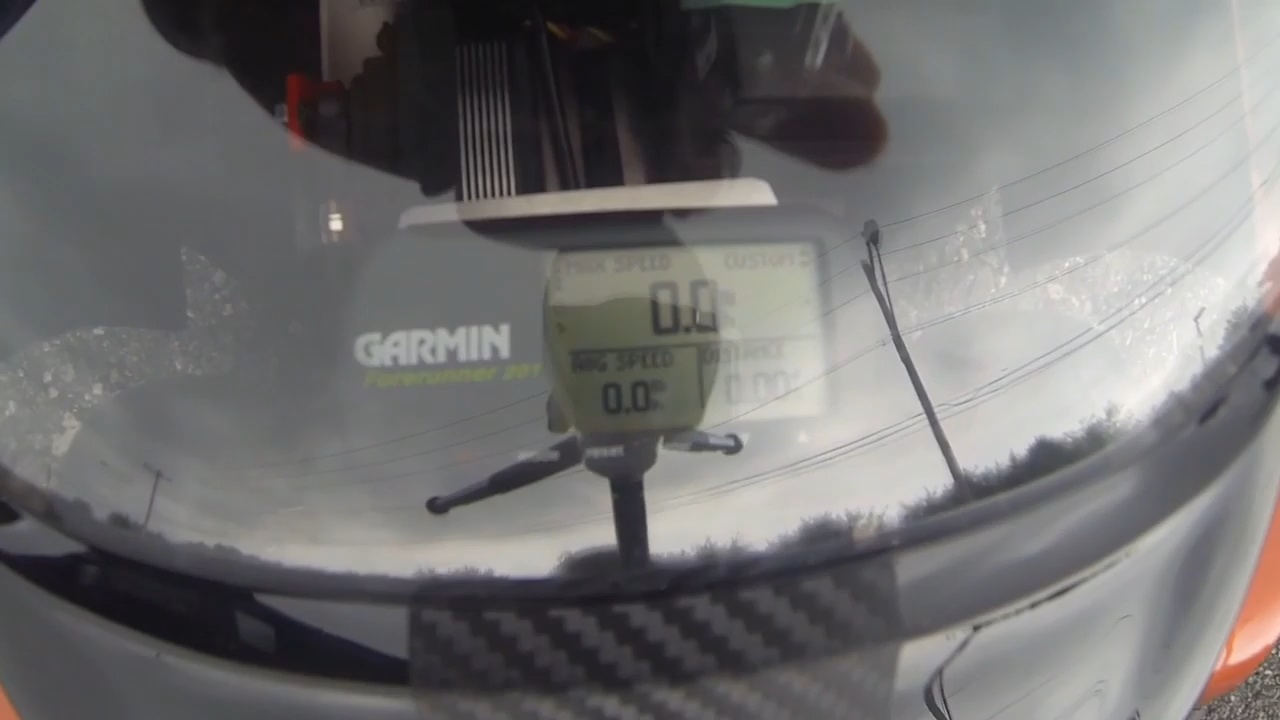 MAX SPEED CUSTOM
0.0
GARMIN
Forerunner 201
AVG SPEED DISTANCE
0.0 0.00